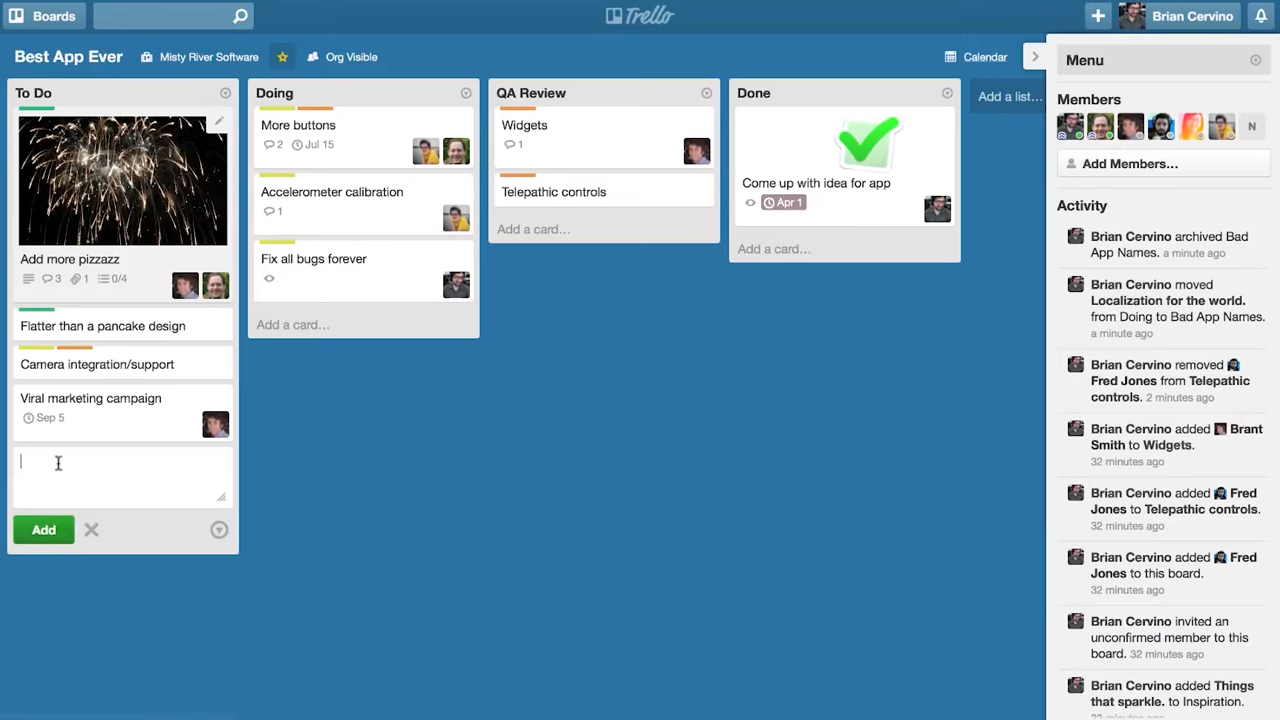 Boards
Trello
Brian Cervino
Best App Ever
Misty River Software
Org Visible
Calendar
To Do
Add more pizzazz
3
1
0/4
Flatter than a pancake design
Camera integration/support
Viral marketing campaign
Sep 5
Add
Doing
More buttons
2
Jul 15
Accelerometer calibration
1
Fix all bugs forever
Add a card…
QA Review
Widgets
1
Telepathic controls
Add a card…
Done
Come up with idea for app
Apr 1
Add a card…
Add a list…
Menu
Members
N
Add Members…
Activity
Brian Cervino archived Bad
App Names. a minute ago
Brian Cervino moved
Localization for the world.
from Doing to Bad App Names.
a minute ago
Brian Cervino removed
Fred Jones from Telepathic
controls. 2 minutes ago
Brian Cervino added Brant
Smith to Widgets.
32 minutes ago
Brian Cervino added Fred
Jones to Telepathic controls.
32 minutes ago
Brian Cervino added Fred
Jones to this board.
32 minutes ago
Brian Cervino invited an
unconfirmed member to this
board. 32 minutes ago
Brian Cervino added Things
that sparkle. to Inspiration.